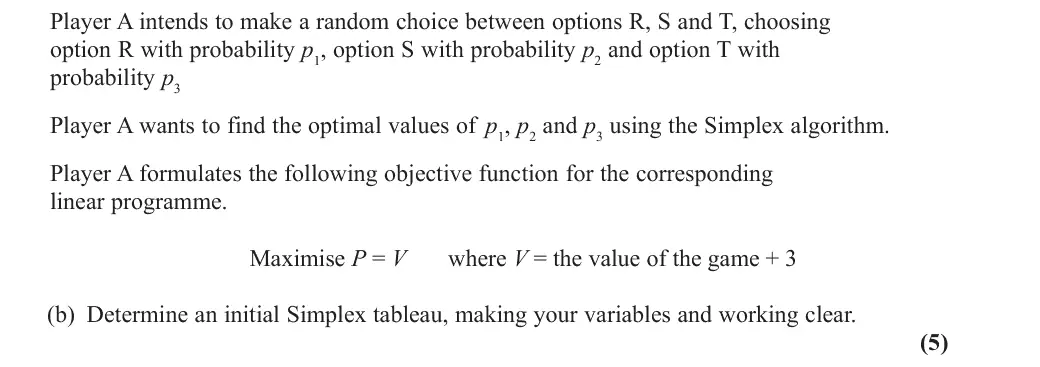 Player A intends to make a random choice between options R, S and T, choosing
option R with probability p₁, option S with probability p₂ and option T with
probability p₃
Player A wants to find the optimal values of p₁, p₂ and p₃ using the Simplex algorithm.
Player A formulates the following objective function for the corresponding
linear programme.
Maximise P = V where V = the value of the game + 3
(b) Determine an initial Simplex tableau, making your variables and working clear.
(5)